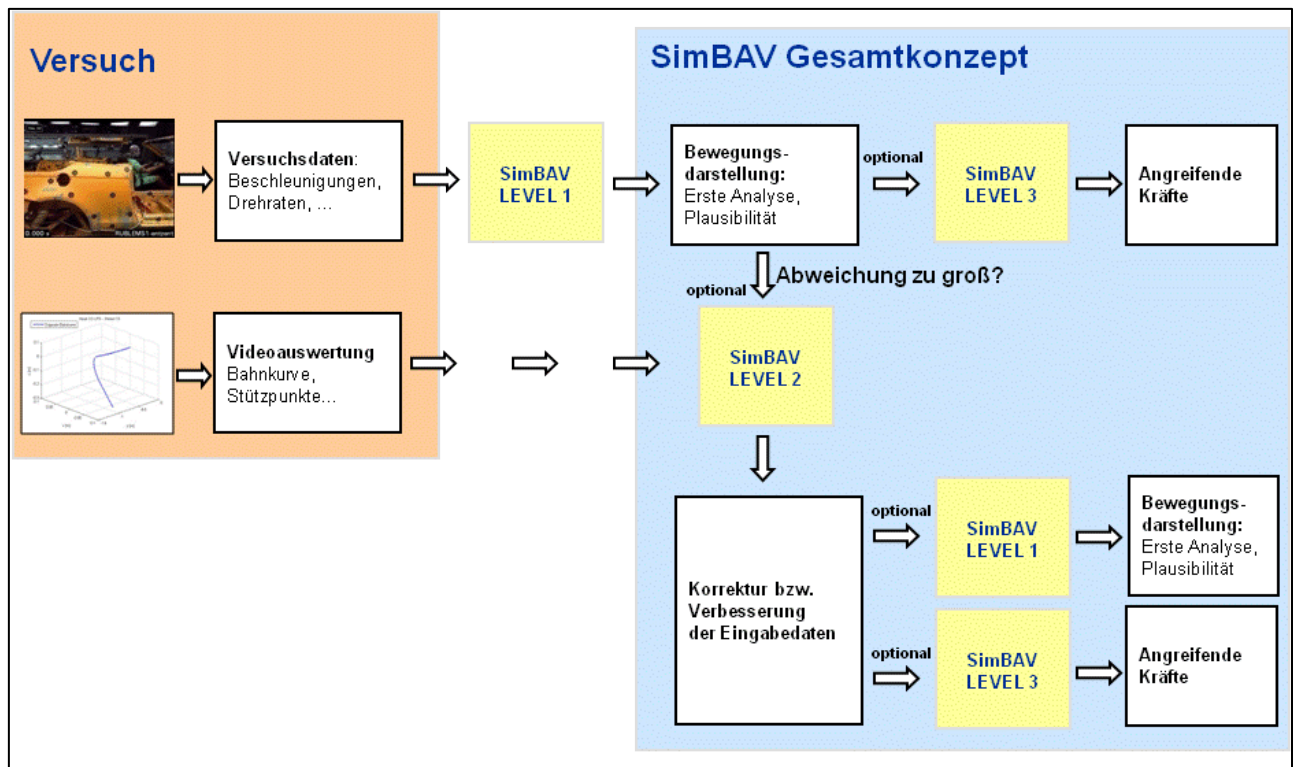 Versuch
SimBAV Gesamtkonzept
Versuchsdaten:
Beschleunigungen,
Drehraten, ...
SimBAV
LEVEL 1
Bewegungs-
darstellung:
Erste Analyse,
Plausibilität
optional
SimBAV
LEVEL 3
Angreifende
Kräfte
0.000 s
Abweichung zu groß?
optional
Videoauswertung
Bahnkurve,
Stützpunkte...
SimBAV
LEVEL 2
Korrektur bzw.
Verbesserung
der Eingabedaten
optional
SimBAV
LEVEL 1
Bewegungs-
darstellung:
Erste Analyse,
Plausibilität
optional
SimBAV
LEVEL 3
Angreifende
Kräfte